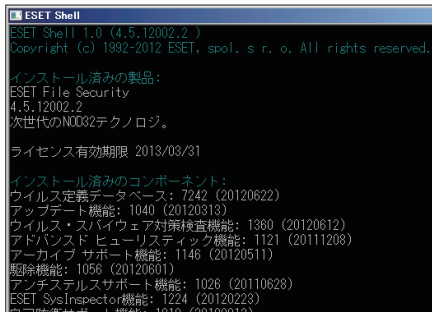 ESET Shell
ESET Shell 1.0 (4.5.12002.2 )
Copyright (c) 1992-2012 ESET, spol. s r. o. All rights reserved.
インストール済みの製品:
ESET File Security
4.5.12002.2
次世代のNOD32テクノロジ。
ライセンス有効期限 2013/03/31
インストール済みのコンポーネント:
ウイルス定義データベース: 7242 (20120622)
アップデート機能: 1040 (20120313)
ウイルス・スパイウェア対策検査機能: 1360 (20120612)
アドバンスド ヒューリスティック機能: 1121 (20111208)
アーカイブ サポート機能: 1146 (20120511)
駆除機能: 1056 (20120601)
アンチステルスサポート機能: 1026 (20110628)
ESET SysInspector機能: 1224 (20120223)